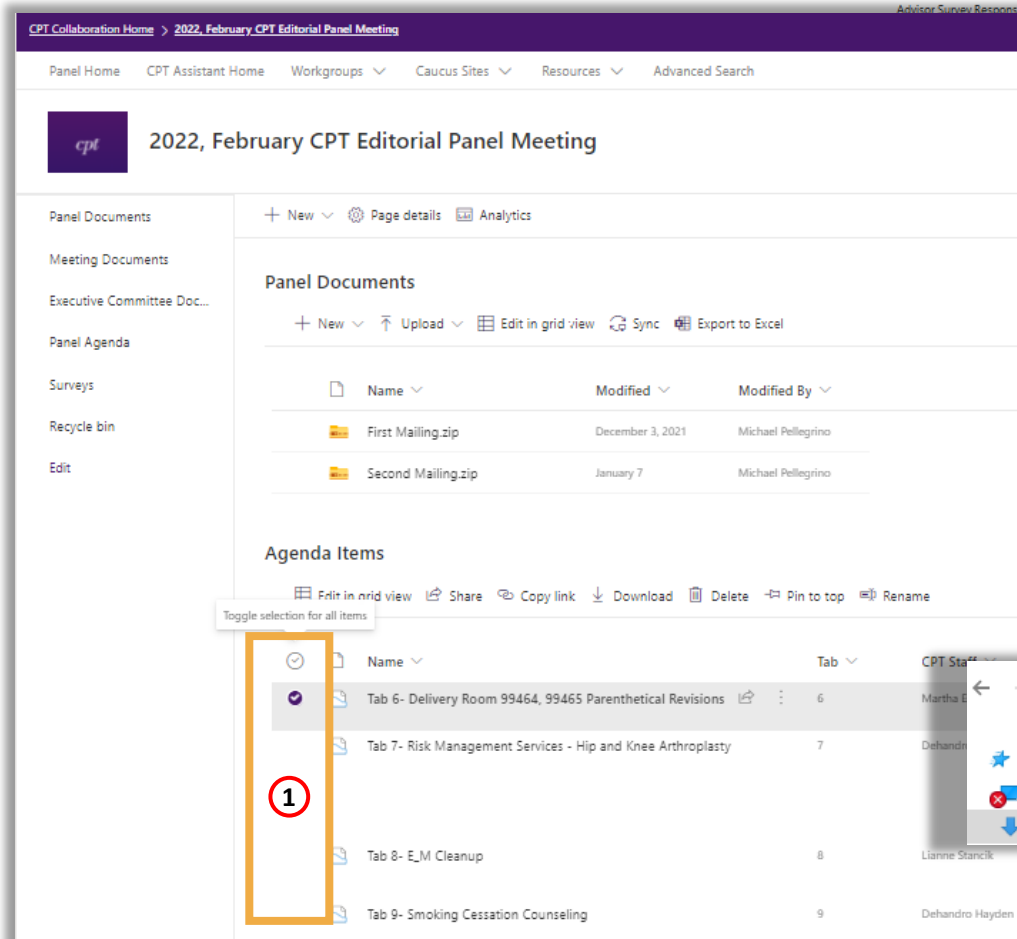 Advisor Survey Respons
CPT Collaboration Home > 2022, February CPT Editorial Panel Meeting
Panel Home CPT Assistant Home Workgroups Caucus Sites Resources Advanced Search
cpt
2022, February CPT Editorial Panel Meeting
Panel Documents
Meeting Documents
Executive Committee Doc...
Panel Agenda
Surveys
Recycle bin
Edit
New Page details Analytics
Panel Documents
New Upload Edit in grid view Sync Export to Excel
Name Modified Modified By
First Mailing.zip December 3, 2021 Michael Pellegrino
Second Mailing.zip January 7 Michael Pellegrino
Agenda Items
Edit in grid view Share Copy link Download Delete Pin to top Rename
Toggle selection for all items
Name Tab CPT Staff
Tab 6- Delivery Room 99464, 99465 Parenthetical Revisions 6 Martha E
Tab 7- Risk Management Services - Hip and Knee Arthroplasty 7 Dehandr
1
Tab 8- E_M Cleanup 8 Lianne Stancik
Tab 9- Smoking Cessation Counseling 9 Dehandro Hayden